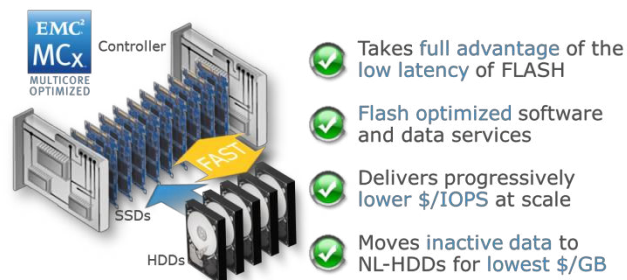 EMC²
MCx
MULTICORE
OPTIMIZED
Controller
FAST
SSDs
HDDs
Takes full advantage of the
low latency of FLASH
Flash optimized software
and data services
Delivers progressively
lower $/IOPS at scale
Moves inactive data to
NL-HDDs for lowest $/GB